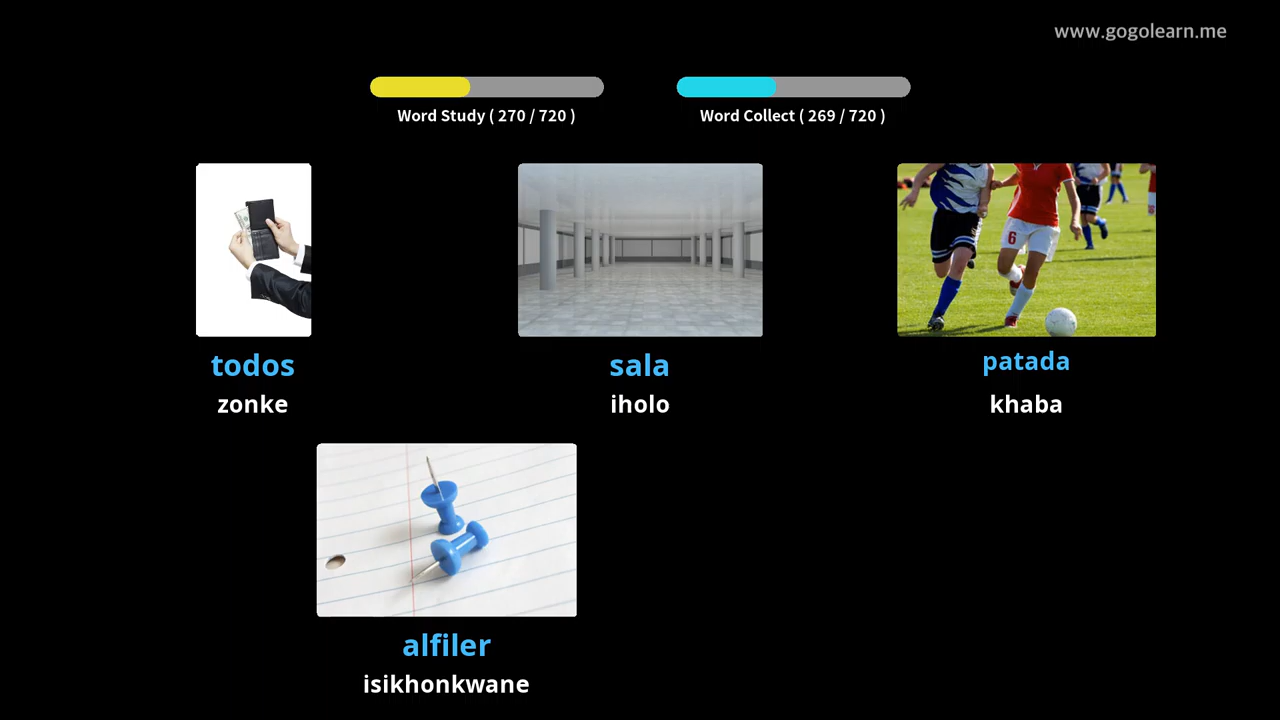 www.gogolearn.me
Word Study ( 270 / 720 )
Word Collect ( 269 / 720 )
6
todos
zonke
sala
iholo
patada
khaba
alfiler
isikhonkwane